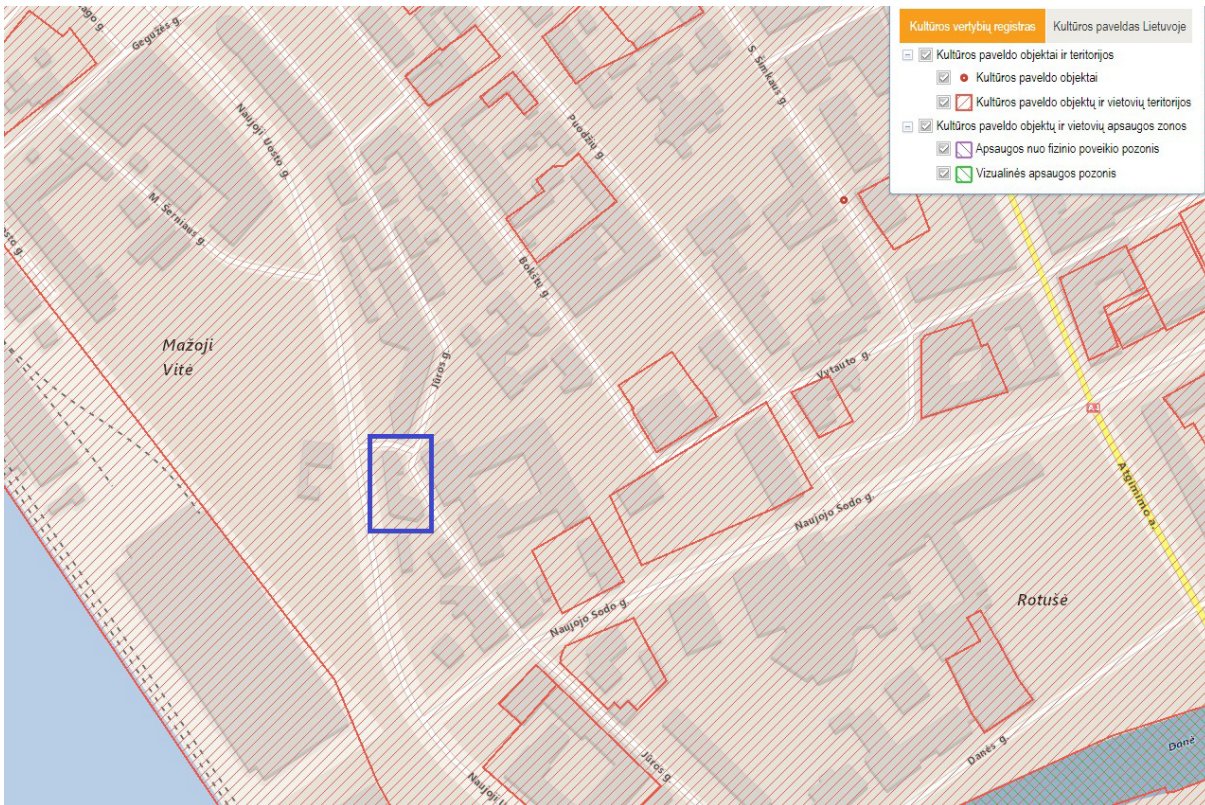 Kultūros vertybių registras
Kultūros paveldas Lietuvoje
Kultūros paveldo objektai ir teritorijos
Kultūros paveldo objektai
Kultūros paveldo objektų ir vietovių teritorijos
Kultūros paveldo objektų ir vietovių apsaugos zonos
Apsaugos nuo fizinio poveikio pozonis
Vizualinės apsaugos pozonis
Gegužės g.
Naujoji Uosto g.
S. Šimkaus g.
Puodžių g.
M. Šerniaus g.
Bokštų g.
Mažoji
Vitė
Jūros g.
Vytauto g.
A1
Atgimimo a.
Naujojo Sodo g.
Rotušė
Naujojo Sodo g.
Jūros g.
Danės g.
Danė
Naujoji